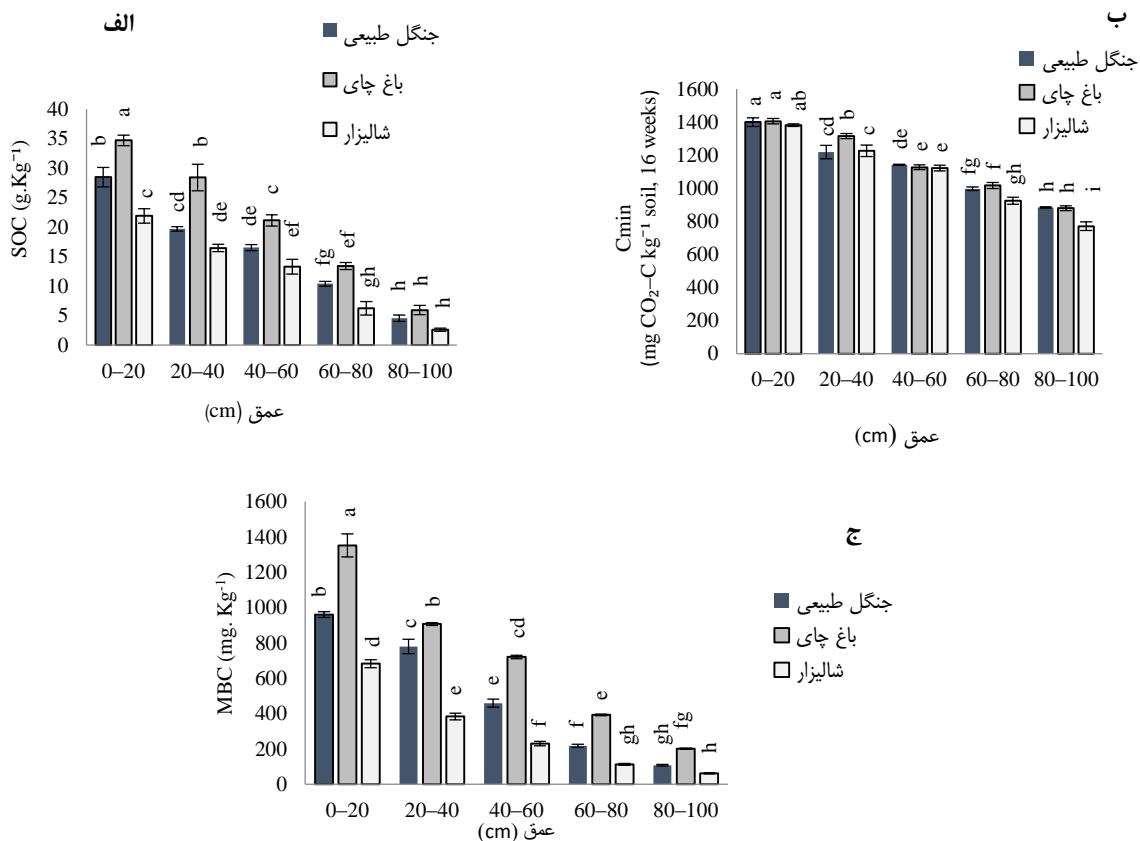 الف
جنگل طبیعی
باغ چای
شالیزار
SOC (g.Kg⁻¹)
40
35
30
25
20
15
10
5
0
b a c
cd b de
de c ef
fg ef gh
h h h
0–20 20–40 40–60 60–80 80–100
عمق (cm)
ب
جنگل طبیعی
باغ چای
شالیزار
Cmin
(mg CO₂–C kg⁻¹ soil, 16 weeks)
1600
1400
1200
1000
800
600
400
200
0
a a ab
cd b c
de e e
fg f gh
h h i
0–20 20–40 40–60 60–80 80–100
عمق (cm)
ج
جنگل طبیعی
باغ چای
شالیزار
MBC (mg. Kg⁻¹)
1600
1400
1200
1000
800
600
400
200
0
b a d
c b e
e cd f
f e gh
gh fg h
0–20 20–40 40–60 60–80 80–100
عمق (cm)